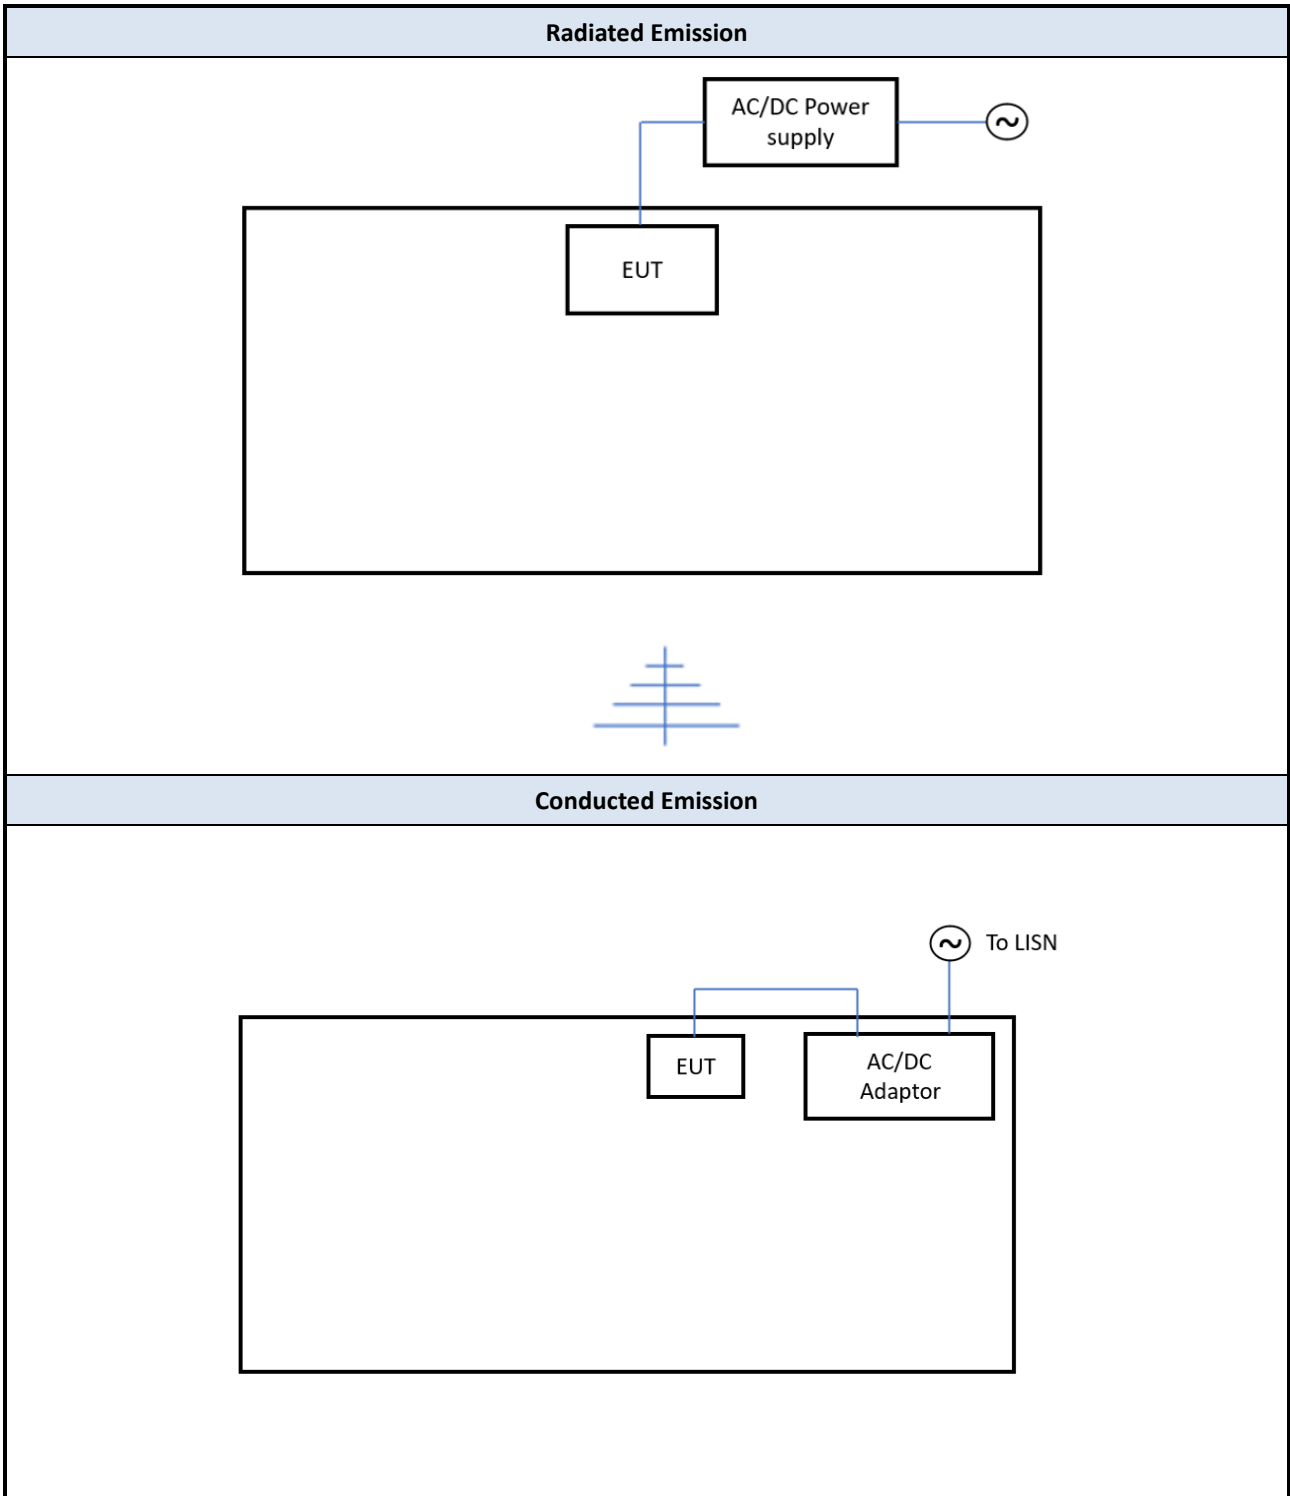 Radiated Emission
AC/DC Power
supply
~
EUT
Conducted Emission
~ To LISN
EUT
AC/DC
Adaptor